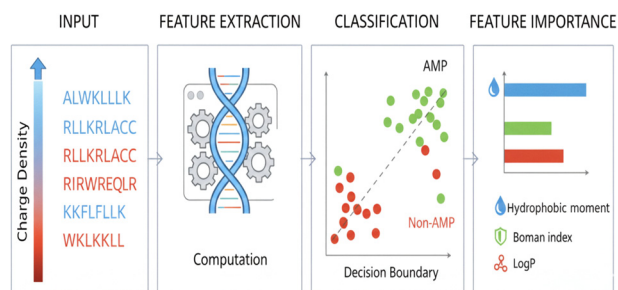 INPUT
FEATURE EXTRACTION
CLASSIFICATION
FEATURE IMPORTANCE
Charge Density
ALWKLLLK
RLLKRLACC
RLLKRLACC
RIRWREQLR
KKFLFLLK
WKLKKLL
Computation
AMP
Non-AMP
Decision Boundary
Hydrophobic moment
Boman index
LogP